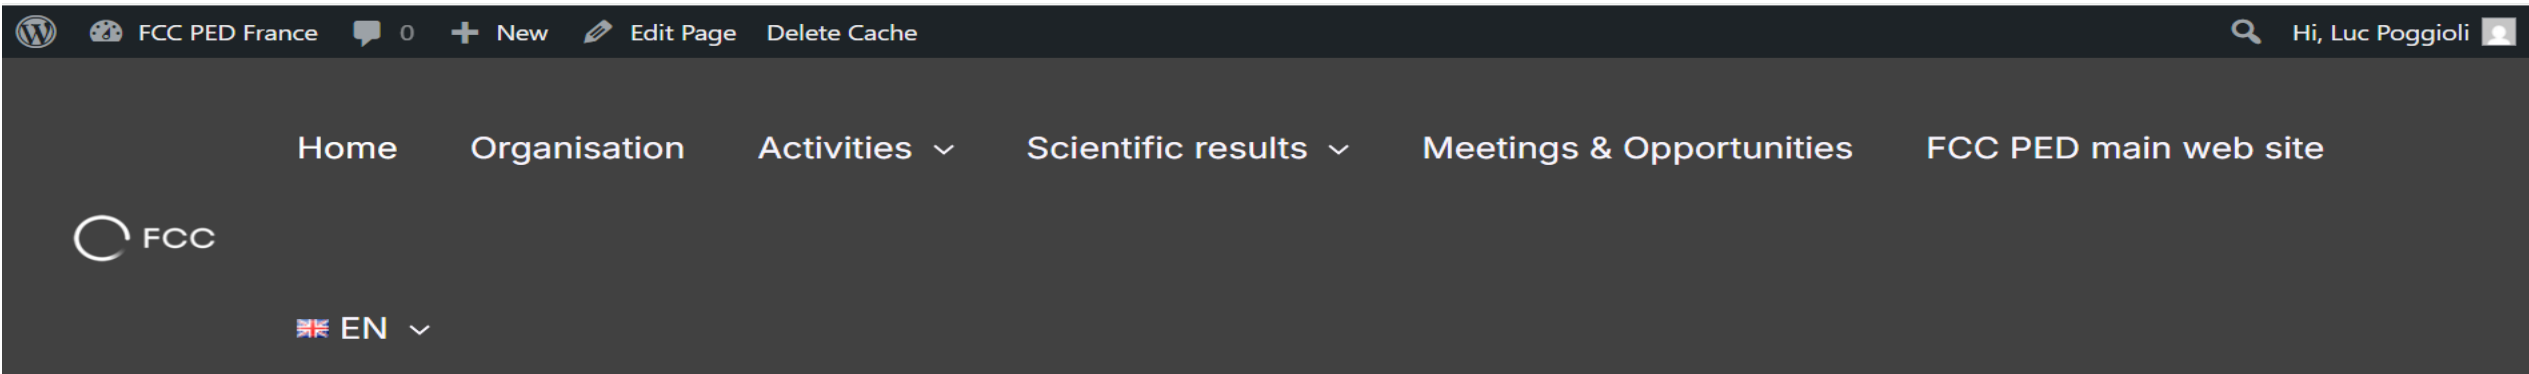 FCC PED France 0 New Edit Page Delete Cache Hi, Luc Poggioli
Home Organisation Activities Scientific results Meetings & Opportunities FCC PED main web site
FCC
EN